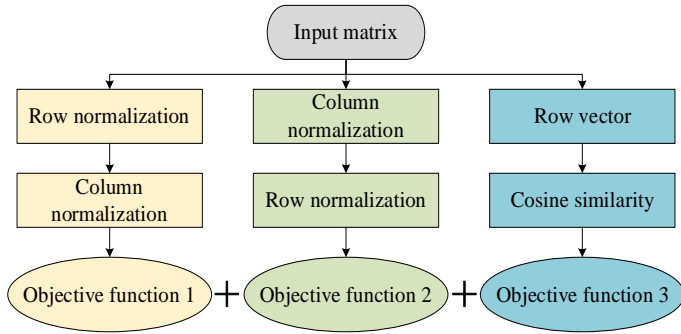 Input matrix
Row normalization
Column
normalization
Row vector
Column
normalization
Row normalization
Cosine similarity
Objective function 1
+
Objective function 2
+
Objective function 3